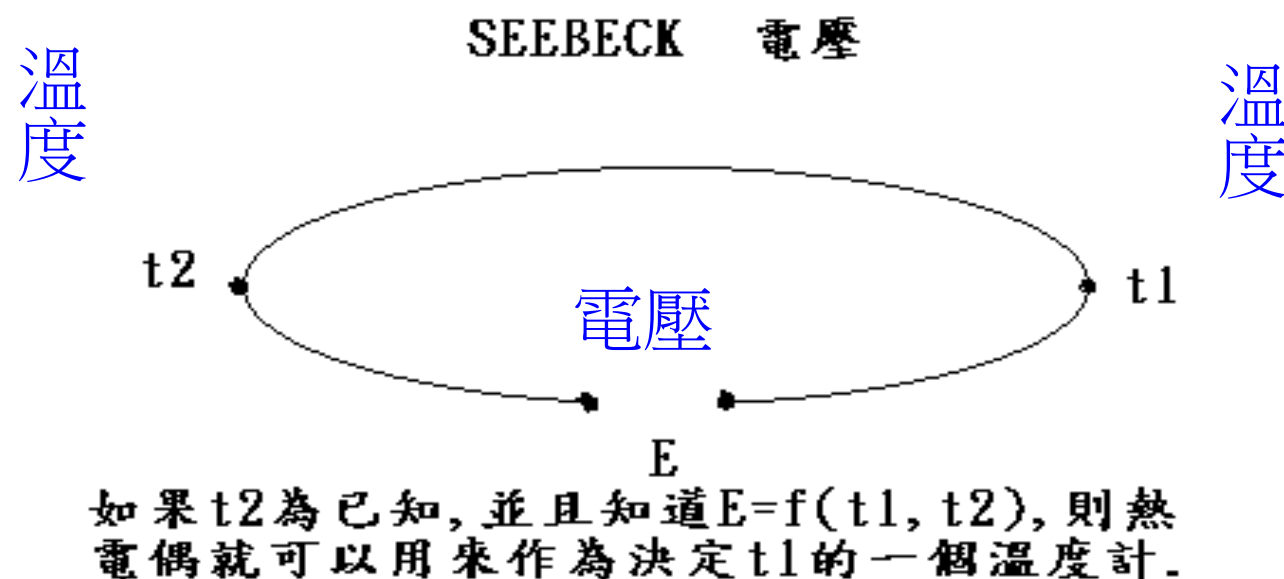 SEEBECK 電壓
溫度
溫度
t2
t1
電壓
E
如果t2為已知,並且知道E=f(t1, t2),則熱
電偶就可以用來作為決定t1的一個溫度計.